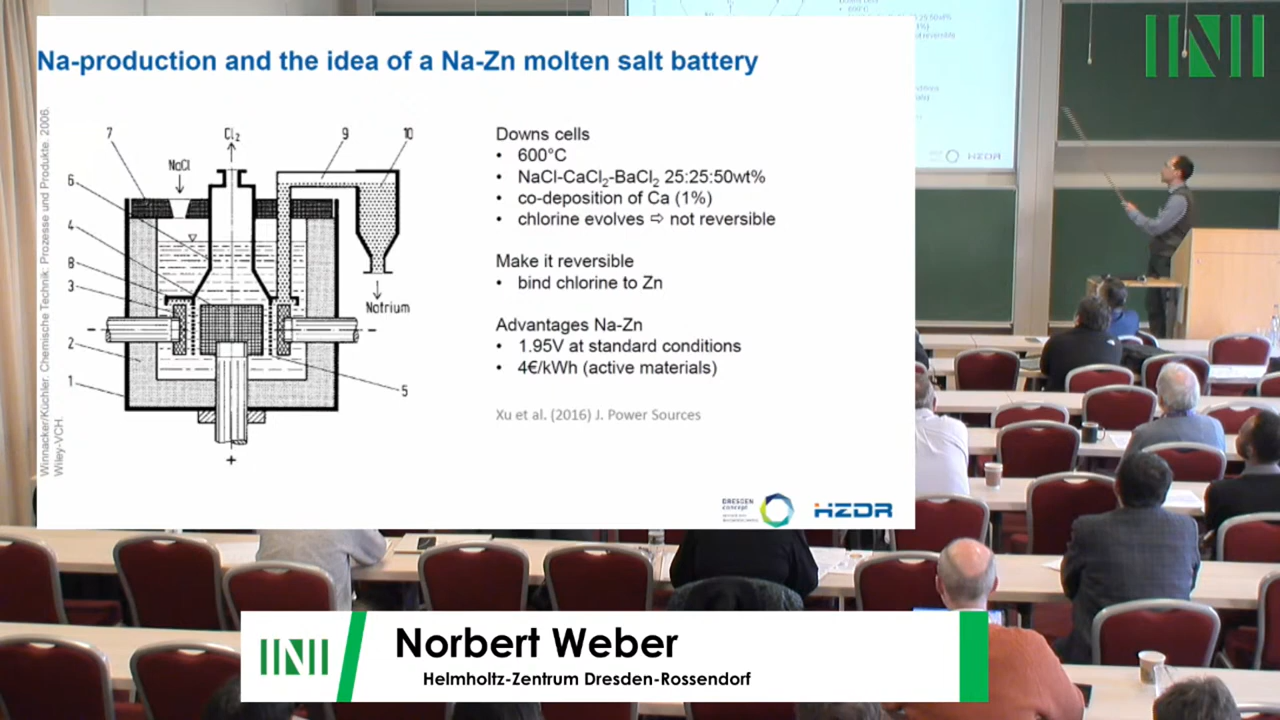 Na-production and the idea of a Na-Zn molten salt battery
Winnacker/Küchler. Chemische Technik: Prozesse und Produkte. 2006.
Wiley-VCH.
7
Cl₂
9
10
NaCl
6
4
8
3
2
1
Natrium
5
+
Downs cells
• 600°C
• NaCl-CaCl₂-BaCl₂ 25:25:50wt%
• co-deposition of Ca (1%)
• chlorine evolves ⇨ not reversible
Make it reversible
• bind chlorine to Zn
Advantages Na-Zn
• 1.95V at standard conditions
• 4€/kWh (active materials)
Xu et al. (2016) J. Power Sources
DRESDEN
concept
HZDR
HZDR
Norbert Weber
Helmholtz-Zentrum Dresden-Rossendorf